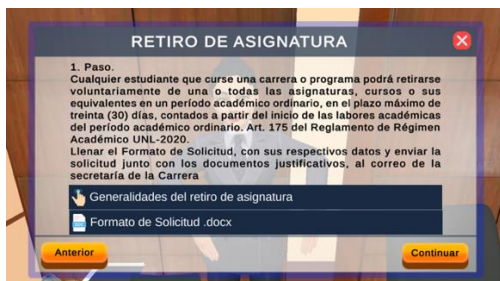 RETIRO DE ASIGNATURA
1. Paso.
Cualquier estudiante que curse una carrera o programa podrá retirarse
voluntariamente de una o todas las asignaturas, cursos o sus
equivalentes en un período académico ordinario, en el plazo máximo de
treinta (30) días, contados a partir del inicio de las labores académicas
del período académico ordinario. Art. 175 del Reglamento de Régimen
Académico UNL-2020.
Llenar el Formato de Solicitud, con sus respectivos datos y enviar la
solicitud junto con los documentos justificativos, al correo de la
secretaría de la Carrera
Generalidades del retiro de asignatura
Formato de Solicitud .docx
Anterior
Continuar